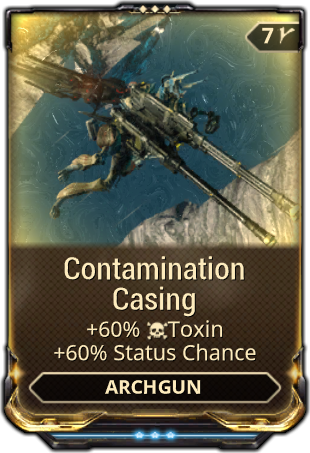 7
Contamination
Casing
+60% Toxin
+60% Status Chance
ARCHGUN